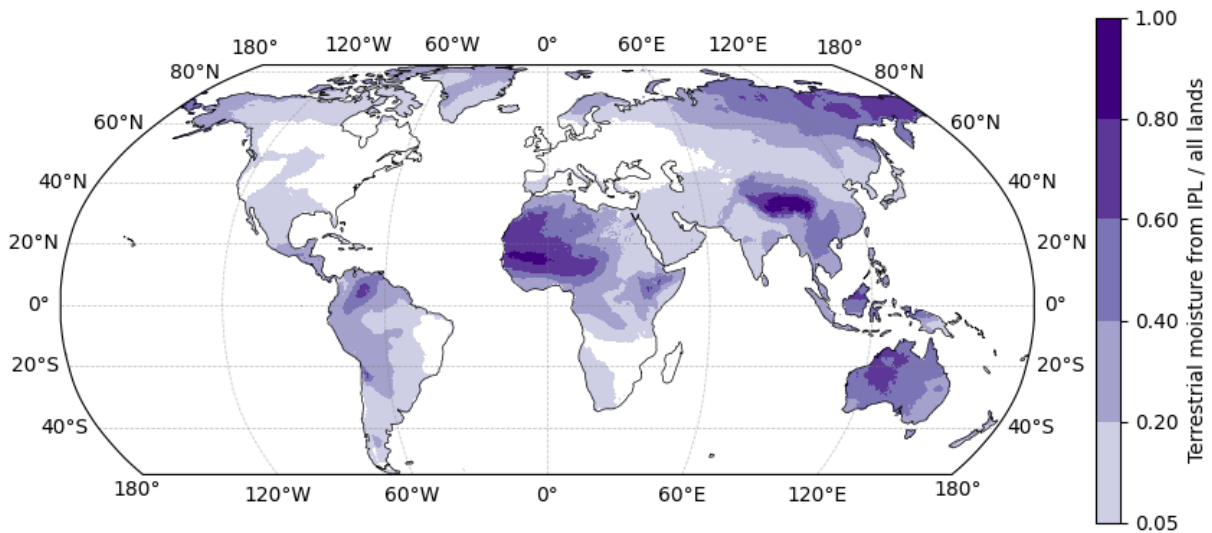 180° 120°W 60°W 0° 60°E 120°E 180°
80°N 80°N
60°N 60°N
40°N 40°N
20°N 20°N
0° 0°
20°S 20°S
40°S 40°S
180° 120°W 60°W 0° 60°E 120°E 180°
1.00
0.80
0.60
0.40
0.20
0.05
Terrestrial moisture from IPL / all lands